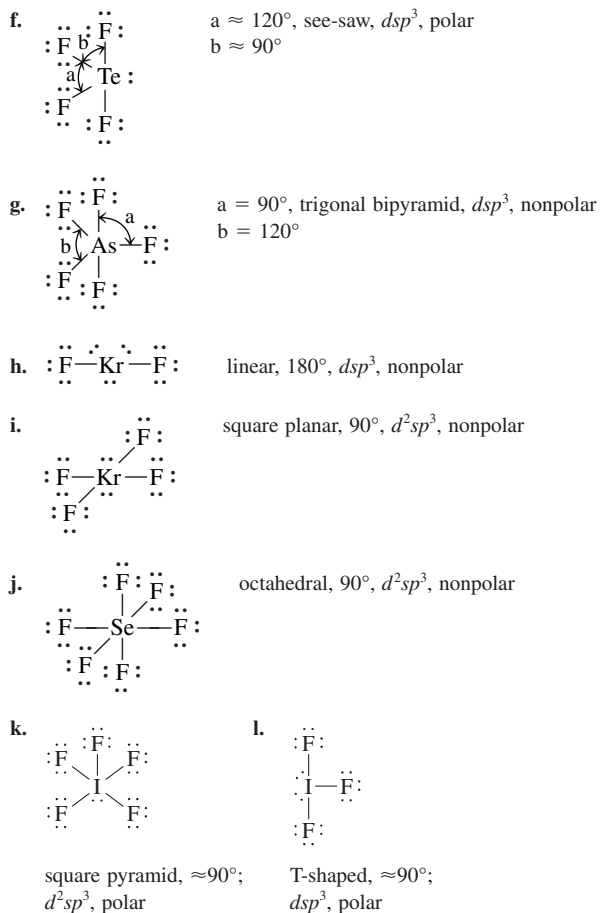 f. a ≈ 120°, see-saw, dsp³, polar
b ≈ 90°
F F
b
a
Te
F
F
g. a = 90°, trigonal bipyramid, dsp³, nonpolar
b = 120°
F F
a
b
As F
F
F
h. F Kr F linear, 180°, dsp³, nonpolar
i. square planar, 90°, d²sp³, nonpolar
F
F Kr F
F
j. octahedral, 90°, d²sp³, nonpolar
F F
F Se F
F F
k.
F
F F
I
F F
square pyramid, ≈90°;
d²sp³, polar
l.
F
I F
F
T-shaped, ≈90°;
dsp³, polar